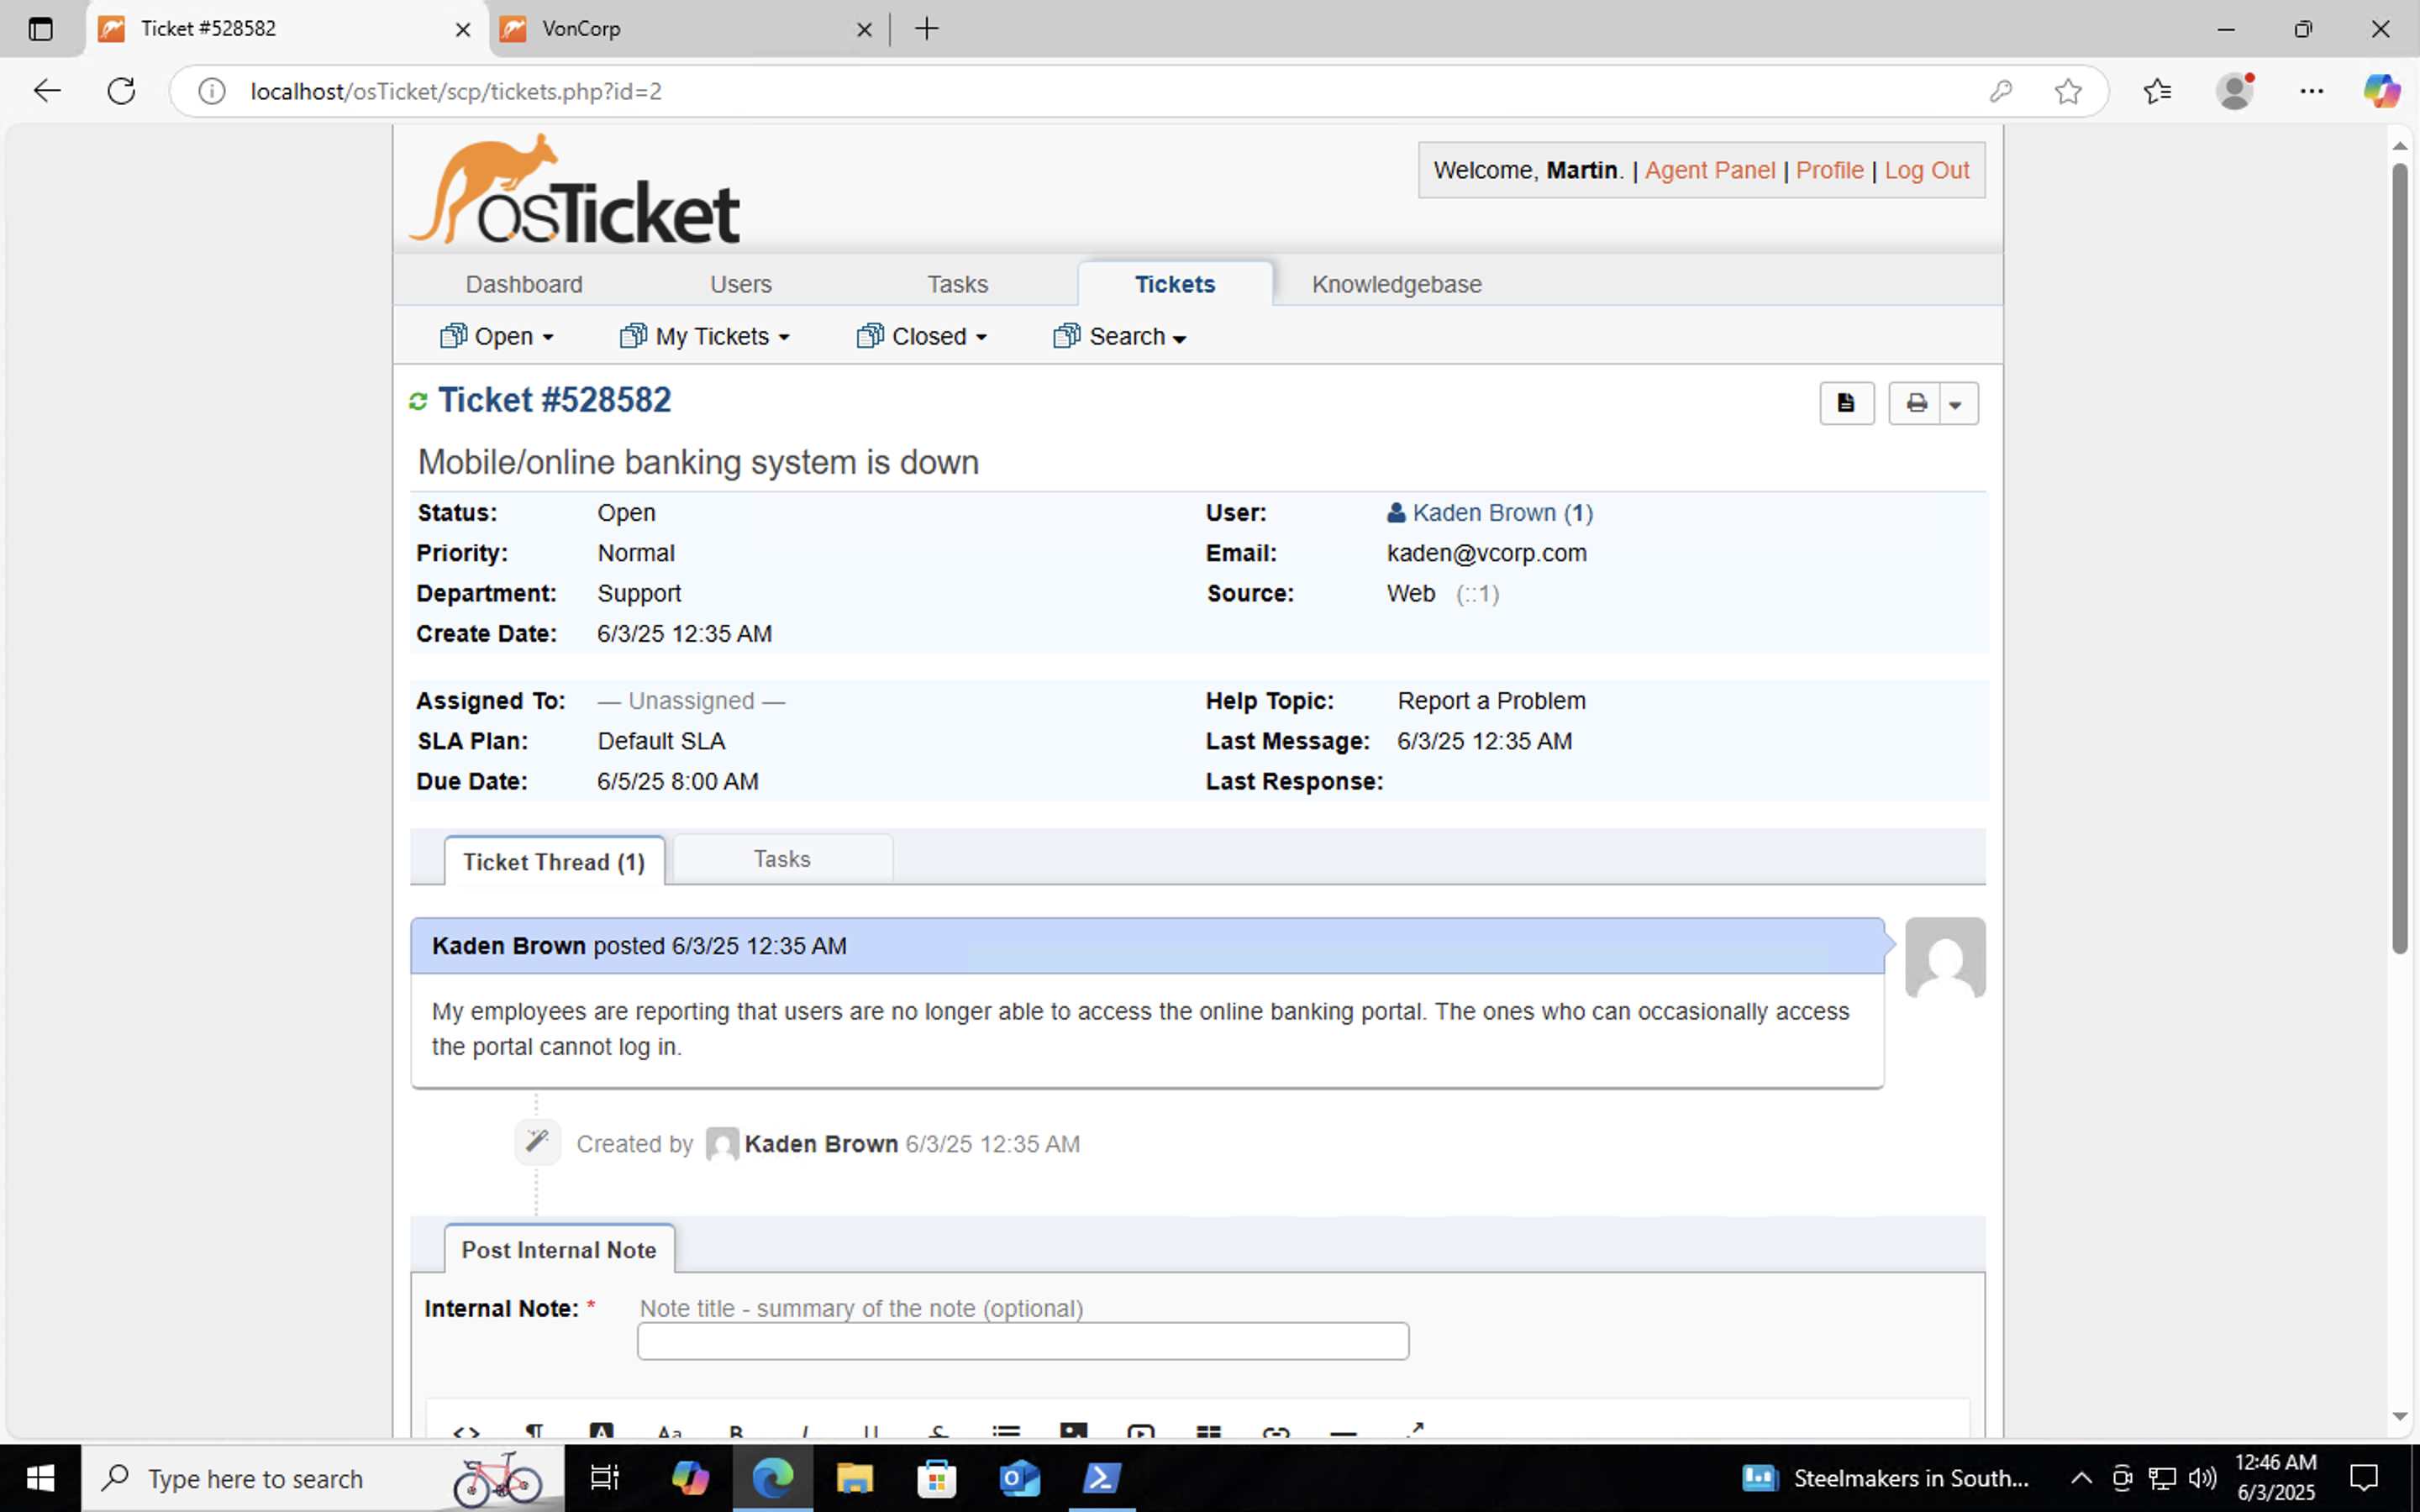 Ticket #528582
VonCorp
localhost/osTicket/scp/tickets.php?id=2
osTicket
Welcome, Martin. | Agent Panel | Profile | Log Out
Dashboard Users Tasks Tickets Knowledgebase
Open My Tickets Closed Search
Ticket #528582
Mobile/online banking system is down
Status: Open User: Kaden Brown (1)
Priority: Normal Email: kaden@vcorp.com
Department: Support Source: Web (::1)
Create Date: 6/3/25 12:35 AM
Assigned To: — Unassigned — Help Topic: Report a Problem
SLA Plan: Default SLA Last Message: 6/3/25 12:35 AM
Due Date: 6/5/25 8:00 AM Last Response:
Ticket Thread (1) Tasks
Kaden Brown posted 6/3/25 12:35 AM
My employees are reporting that users are no longer able to access the online banking portal. The ones who can occasionally access
the portal cannot log in.
Created by Kaden Brown 6/3/25 12:35 AM
Post Internal Note
Internal Note: * Note title - summary of the note (optional)
Type here to search
Steelmakers in South...
12:46 AM
6/3/2025